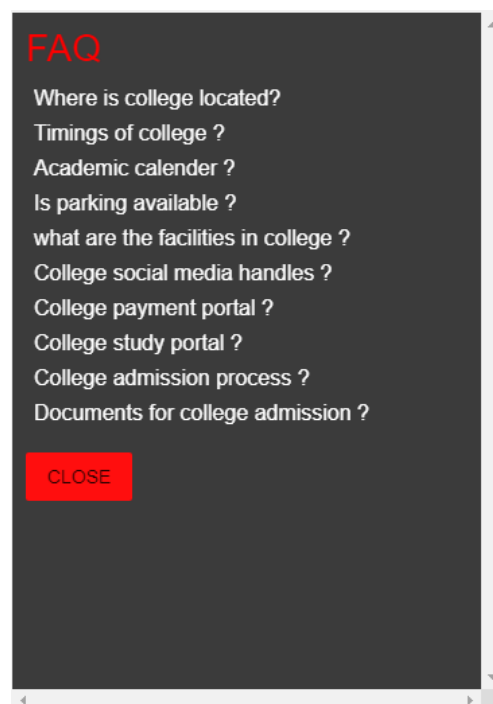 FAQ
Where is college located?
Timings of college ?
Academic calender ?
Is parking available ?
what are the facilities in college ?
College social media handles ?
College payment portal ?
College study portal ?
College admission process ?
Documents for college admission ?
CLOSE